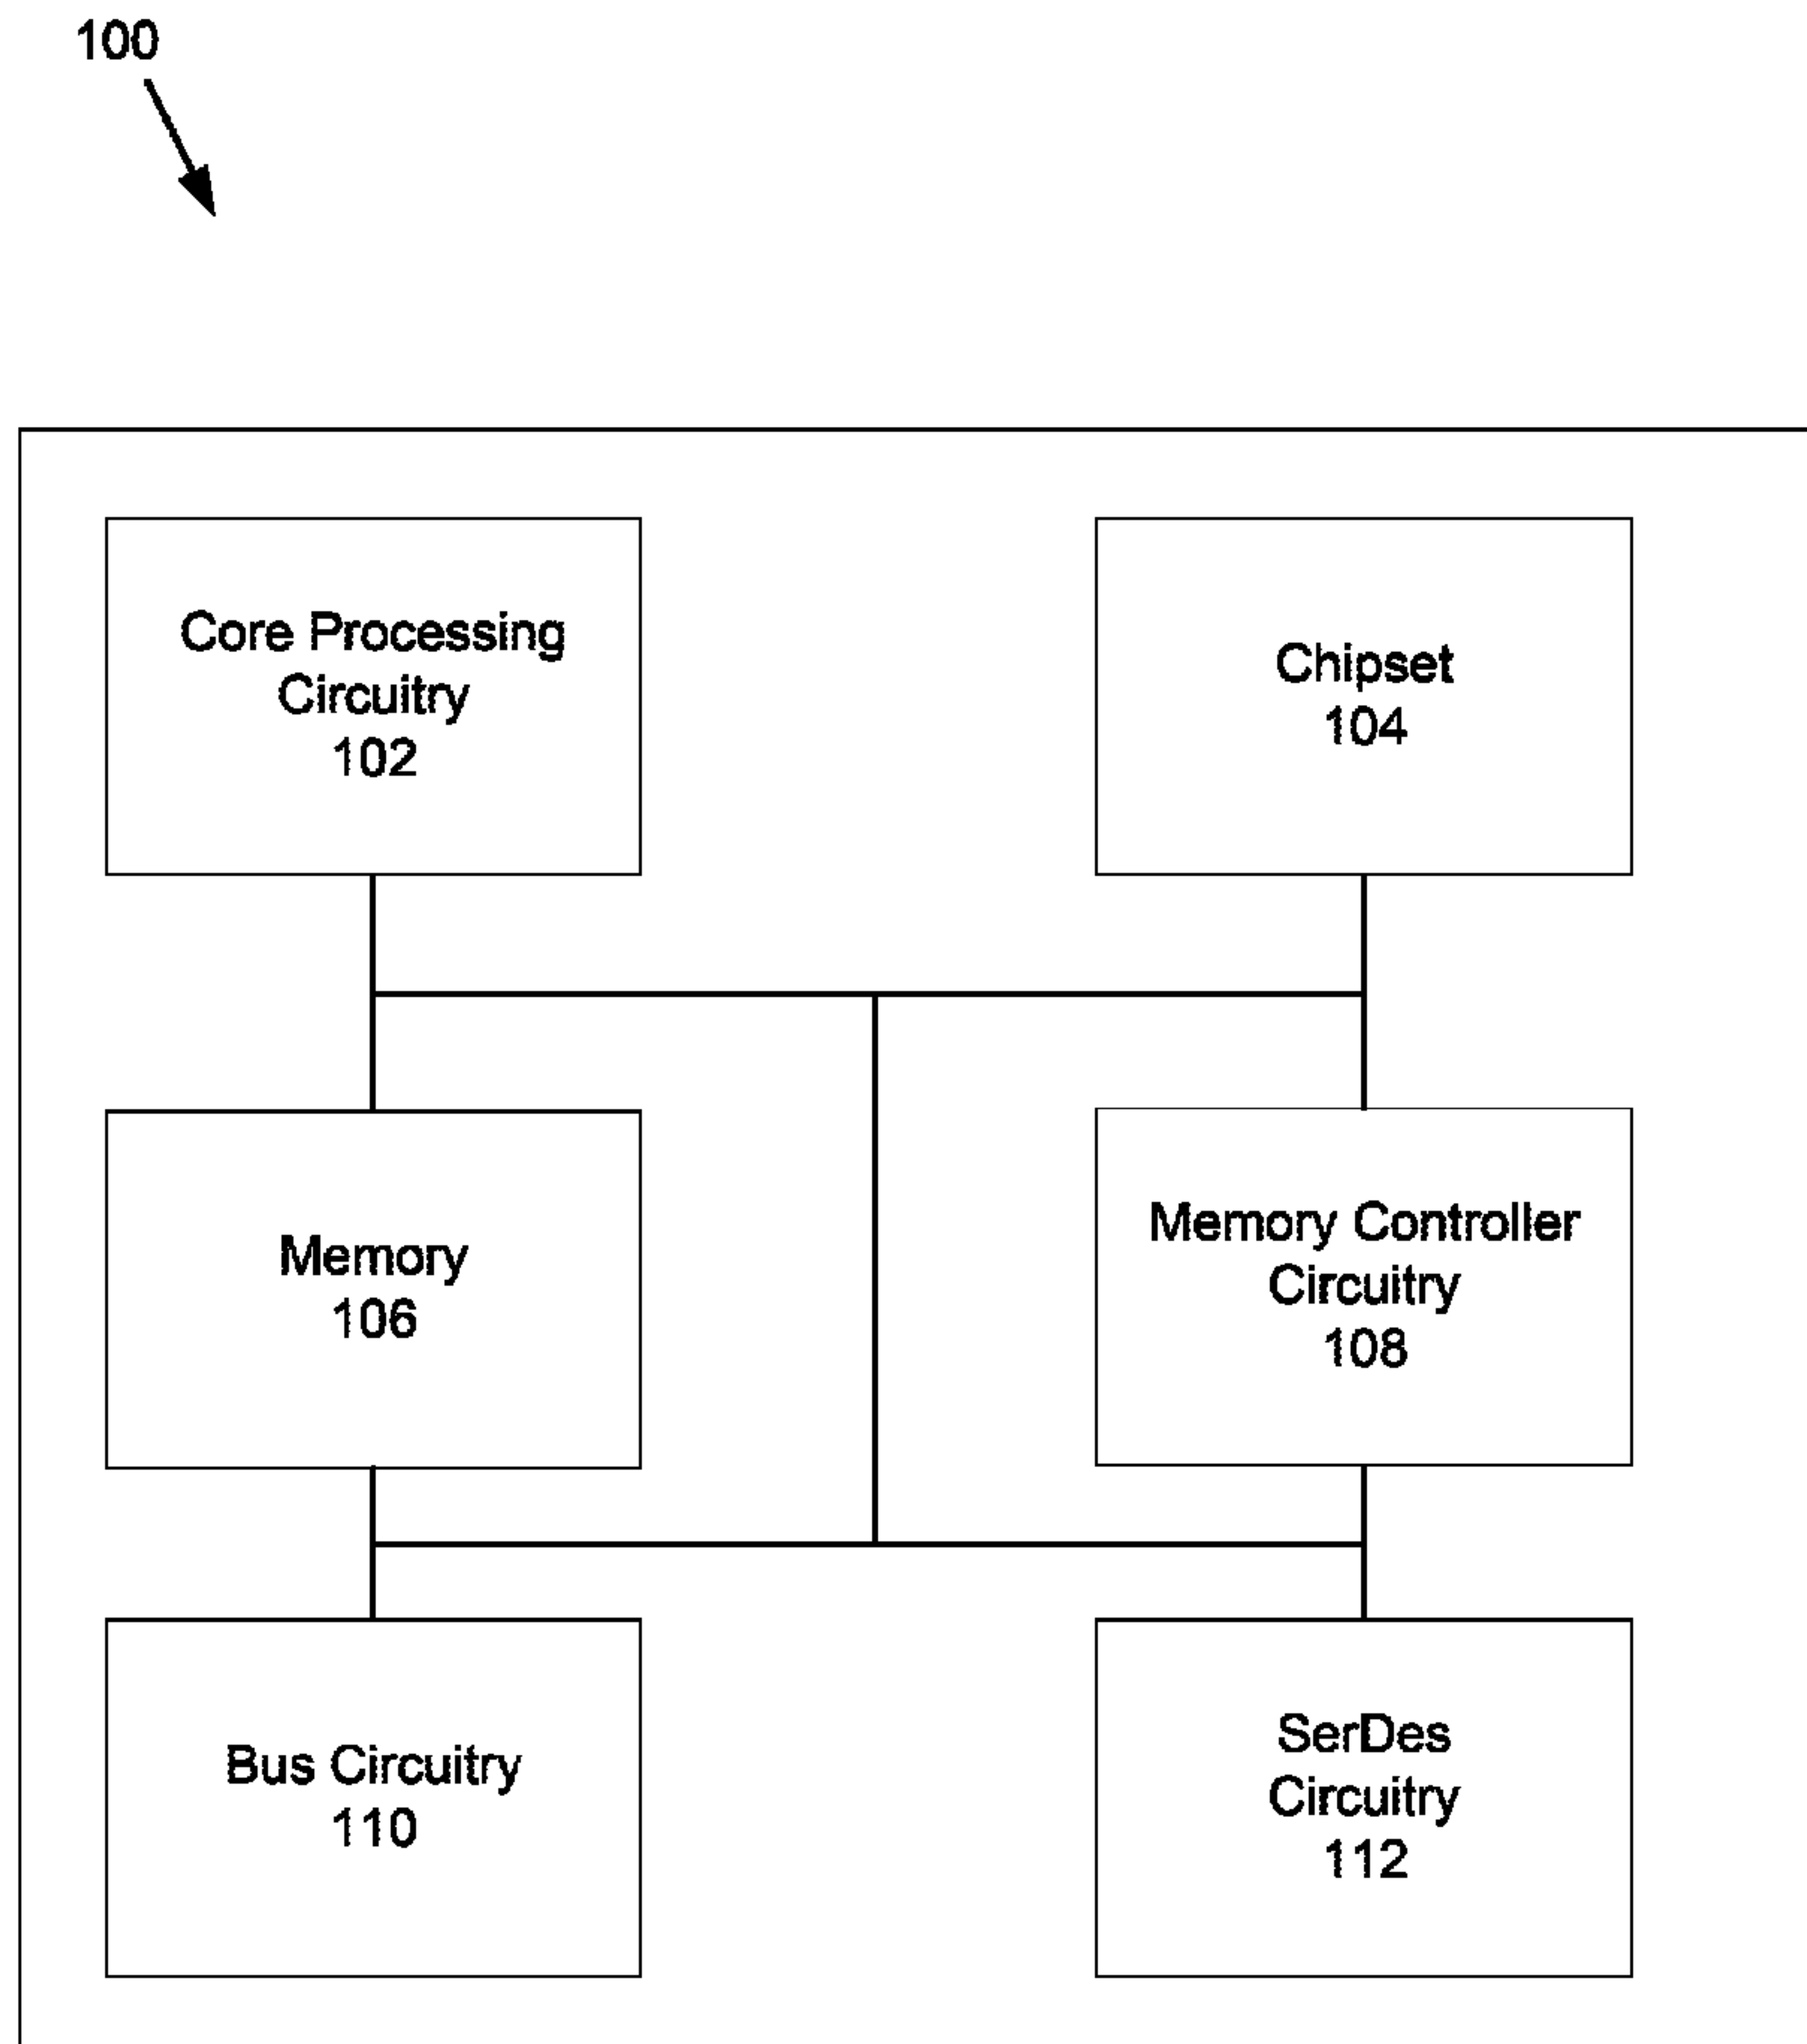 100
Core Processing
Circuitry
102
Chipset
104
Memory
106
Memory Controller
Circuitry
108
Bus Circuitry
110
SerDes
Circuitry
112